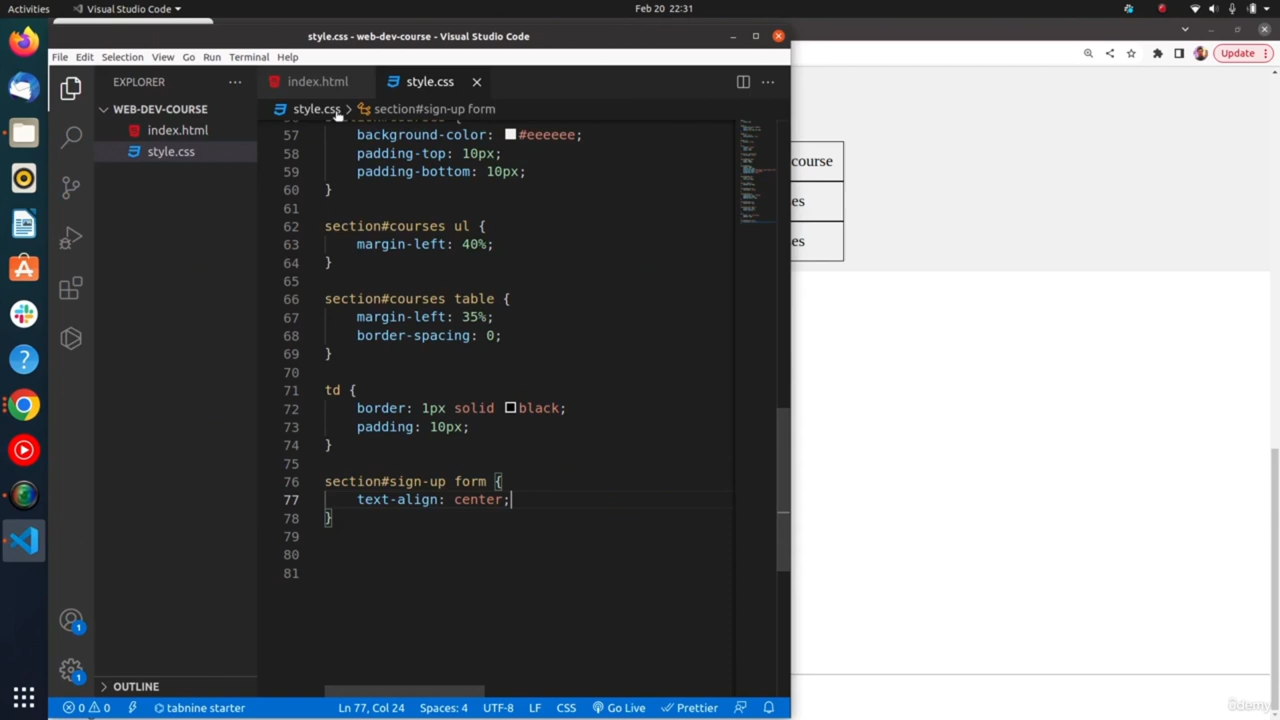 Activities
Visual Studio Code
Feb 20 22:31
style.css - web-dev-course - Visual Studio Code
File Edit Selection View Go Run Terminal Help
Update
EXPLORER
index.html
style.css
WEB-DEV-COURSE
index.html
style.css
style.css > section#sign-up form
57 background-color: #eeeeee;
58 padding-top: 10px;
59 padding-bottom: 10px;
60 }
61
62 section#courses ul {
63 margin-left: 40%;
64 }
65
66 section#courses table {
67 margin-left: 35%;
68 border-spacing: 0;
69 }
70
71 td {
72 border: 1px solid black;
73 padding: 10px;
74 }
75
76 section#sign-up form {
77 text-align: center;
78 }
79
80
81
course
es
es
OUTLINE
1
1
0 0
tabnine starter
Ln 77, Col 24
Spaces: 4
UTF-8
LF
CSS
Go Live
Prettier
ûdemy